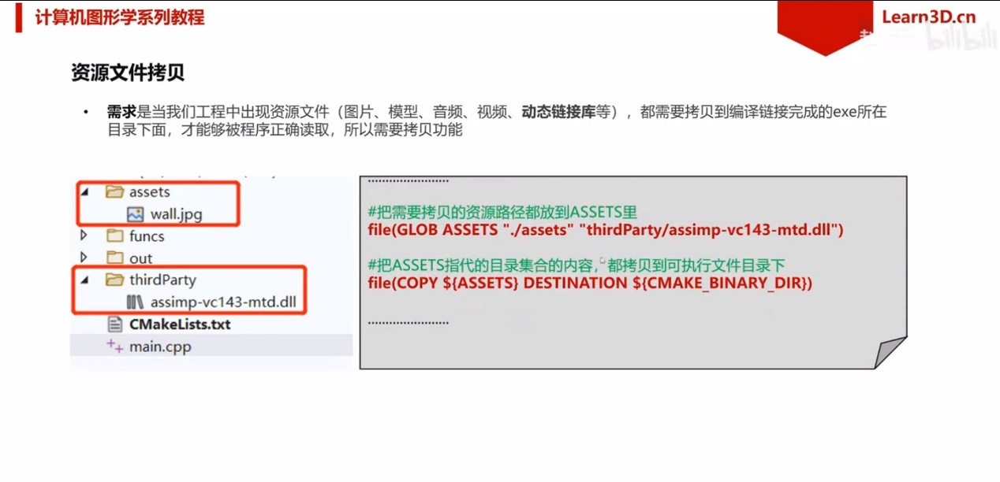 计算机图形学系列教程
Learn3D.cn
bilibili
资源文件拷贝
• 需求是当我们工程中出现资源文件（图片、模型、音频、视频、动态链接库等），都需要拷贝到编译链接完成的exe所在
目录下面，才能够被程序正确读取，所以需要拷贝功能
assets
wall.jpg
funcs
out
thirdParty
assimp-vc143-mtd.dll
CMakeLists.txt
main.cpp
........................
#把需要拷贝的资源路径都放到ASSETS里
file(GLOB ASSETS "./assets" "thirdParty/assimp-vc143-mtd.dll")
#把ASSETS指代的目录集合的内容，都拷贝到可执行文件目录下
file(COPY ${ASSETS} DESTINATION ${CMAKE_BINARY_DIR})
........................